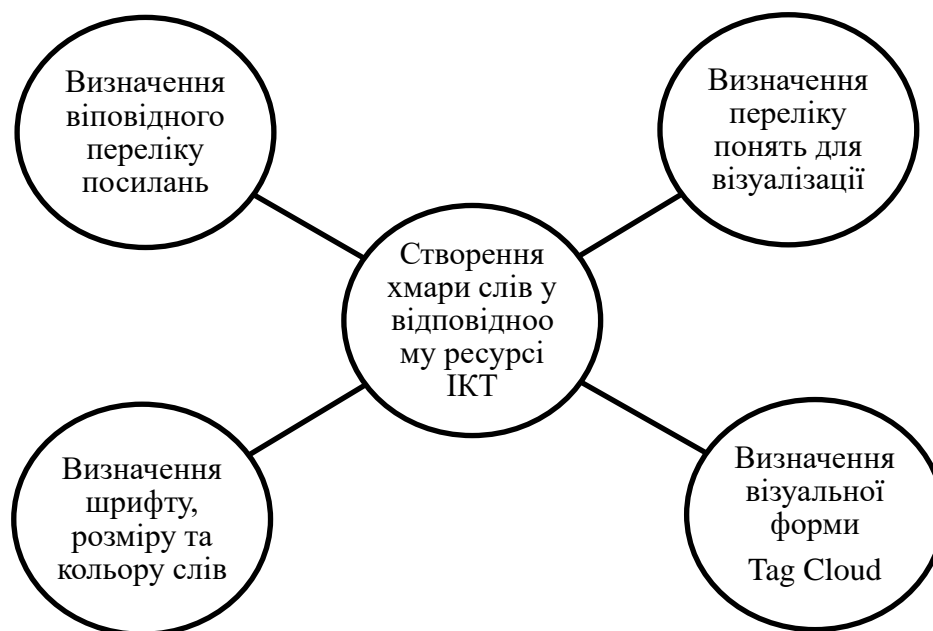 Визначення
віповідного
переліку
посилань
Визначення
переліку
понять для
візуалізації
Створення
хмари слів у
відповідноо
му ресурсі
ІКТ
Визначення
шрифту,
розміру та
кольору слів
Визначення
візуальної
форми
Tag Cloud